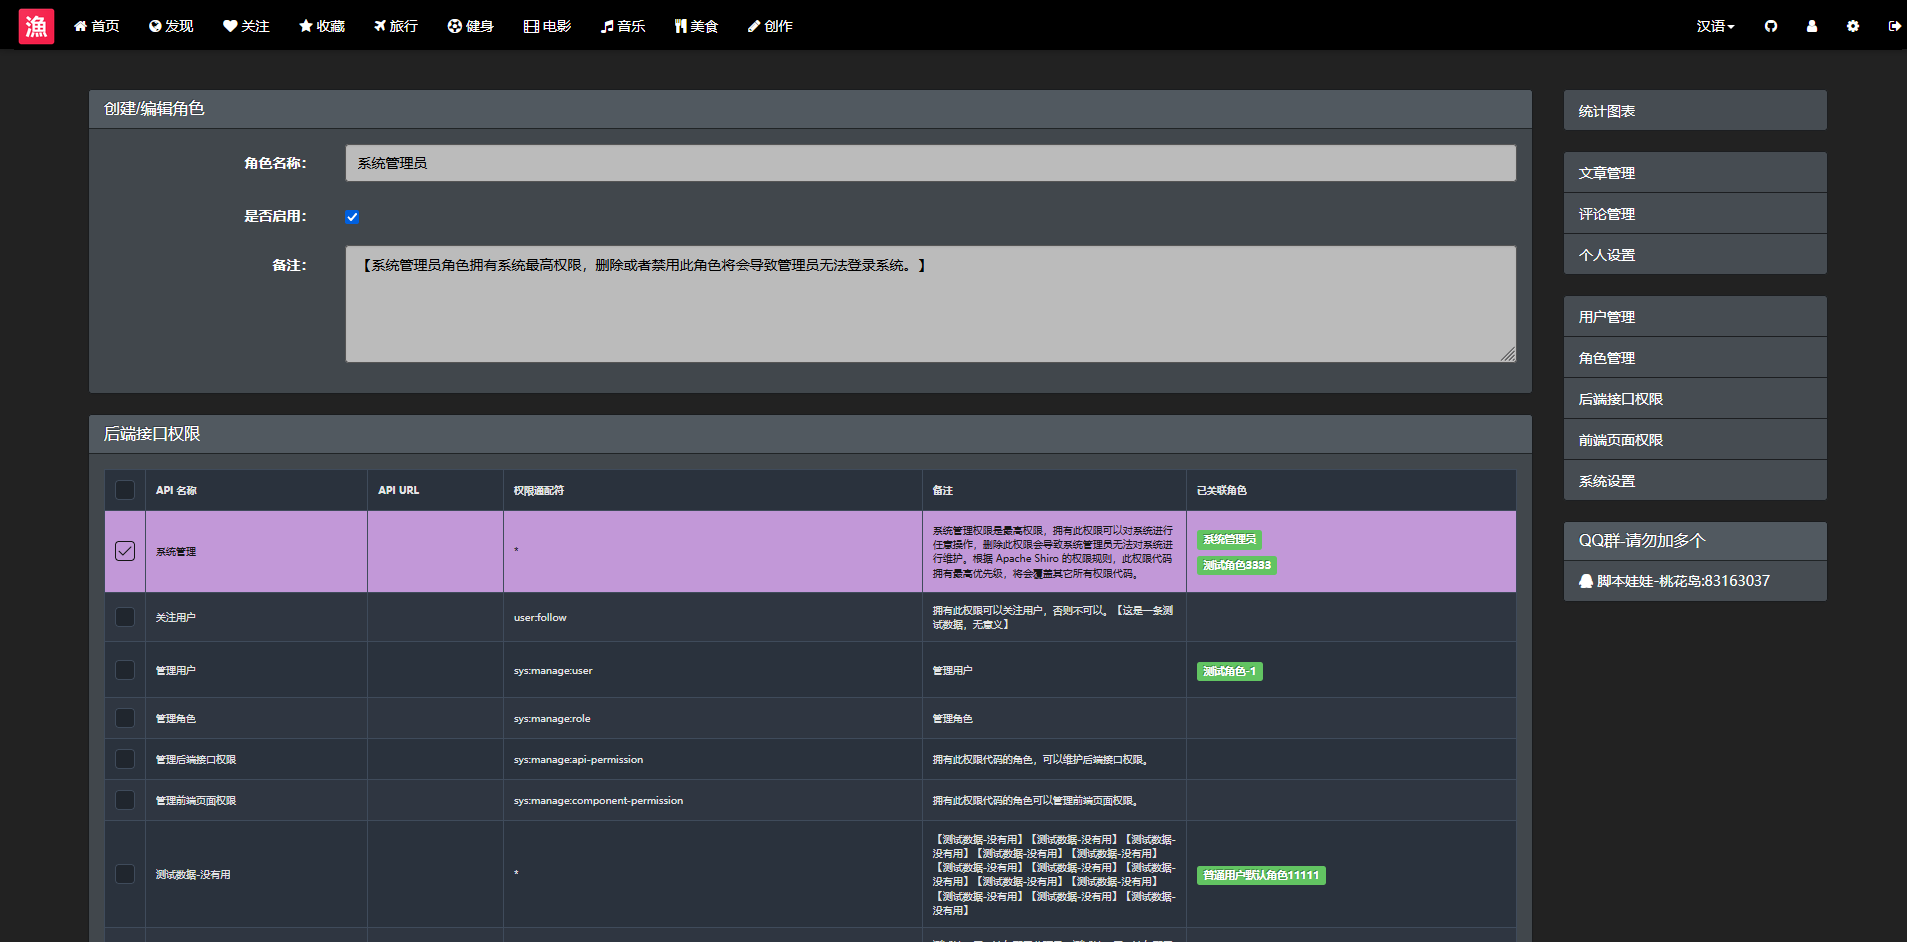 漁 首页 发现 关注 收藏 旅行 健身 电影 音乐 美食 创作 汉语
创建/编辑角色
角色名称：
系统管理员
是否启用：
备注：
【系统管理员角色拥有系统最高权限，删除或者禁用此角色将会导致管理员无法登录系统。】
后端接口权限
API 名称 API URL 权限通配符 备注 已关联角色
系统管理
*
系统管理权限是最高权限，拥有此权限可以对系统进行
任意操作，删除此权限会导致系统管理员无法对系统进
行维护。根据 Apache Shiro 的权限规则，此权限代码
拥有最高优先级，将会覆盖其它所有权限代码。
系统管理员
测试角色3333
关注用户
user:follow
拥有此权限可以关注用户，否则不可以。【这是一条测
试数据，无意义】
管理用户 sys:manage:user 管理用户 测试角色-1
管理角色 sys:manage:role 管理角色
管理后端接口权限 sys:manage:api-permission 拥有此权限代码的角色，可以维护后端接口权限。
管理前端页面权限 sys:manage:component-permission 拥有此权限代码的角色可以管理前端页面权限。
测试数据-没有用
*
【测试数据-没有用】【测试数据-没有用】【测试数据-
没有用】【测试数据-没有用】【测试数据-没有用】
【测试数据-没有用】【测试数据-没有用】【测试数据-
没有用】【测试数据-没有用】【测试数据-没有用】
【测试数据-没有用】【测试数据-没有用】【测试数据-
没有用】
普通用户默认角色11111
统计图表
文章管理
评论管理
个人设置
用户管理
角色管理
后端接口权限
前端页面权限
系统设置
QQ群-请勿加多个
脚本娃娃-桃花岛:83163037